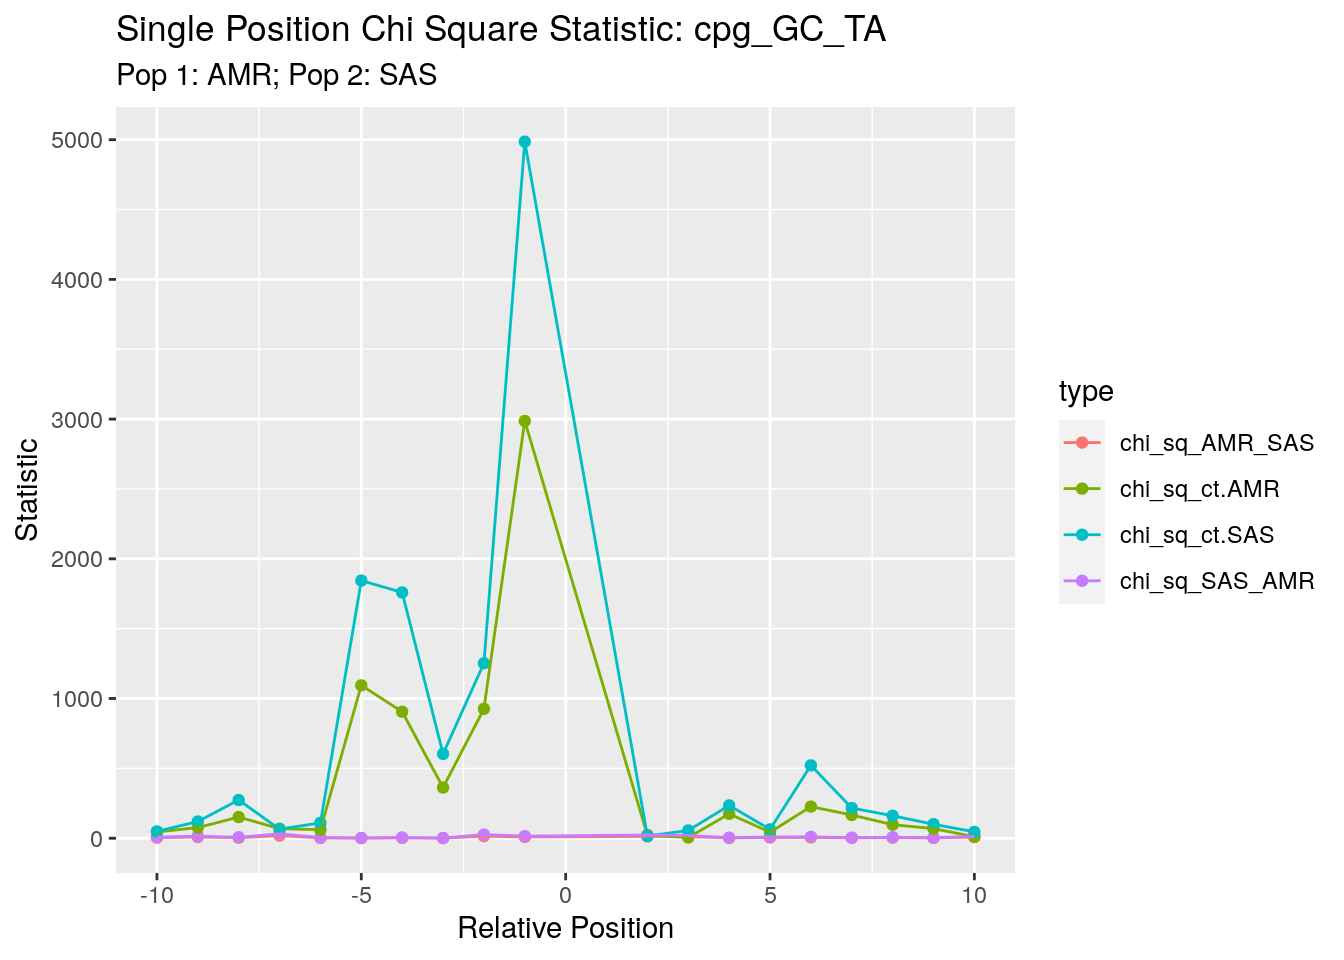 Single Position Chi Square Statistic: cpg_GC_TA
Pop 1: AMR; Pop 2: SAS
5000
4000
3000
2000
1000
0
Statistic
-10
-5
0
5
10
Relative Position
type
chi_sq_AMR_SAS
chi_sq_ct.AMR
chi_sq_ct.SAS
chi_sq_SAS_AMR